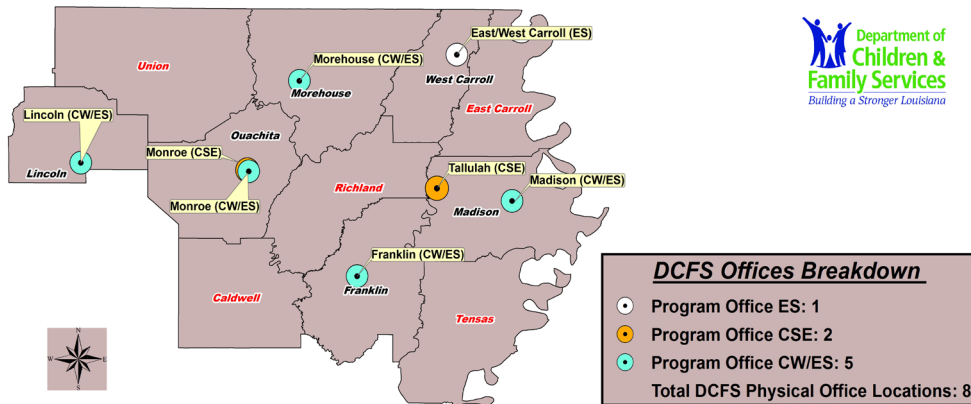 East/West Carroll (ES)
Department of
Children &
Family Services
Building a Stronger Louisiana
Union
Morehouse (CW/ES)
West Carroll
Morehouse
East Carroll
Lincoln (CW/ES)
Ouachita
Monroe (CSE)
Lincoln
Richland
Tallulah (CSE)
Madison (CW/ES)
Monroe (CW/ES)
Madison
Franklin (CW/ES)
Franklin
Caldwell
Tensas
N
W E
S
DCFS Offices Breakdown
Program Office ES: 1
Program Office CSE: 2
Program Office CW/ES: 5
Total DCFS Physical Office Locations: 8